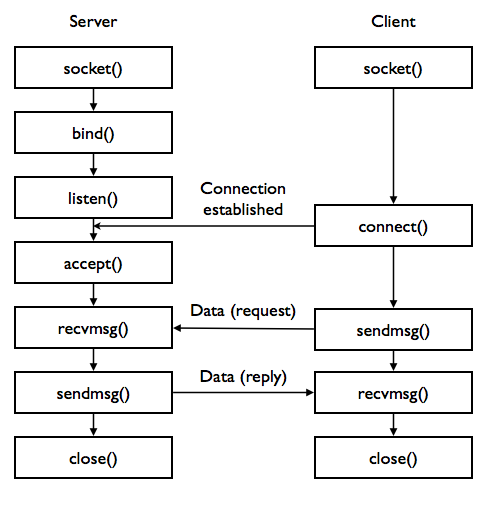 Server
Client
socket()
socket()
bind()
listen()
Connection
established
connect()
accept()
recvmsg()
Data (request)
sendmsg()
sendmsg()
Data (reply)
recvmsg()
close()
close()